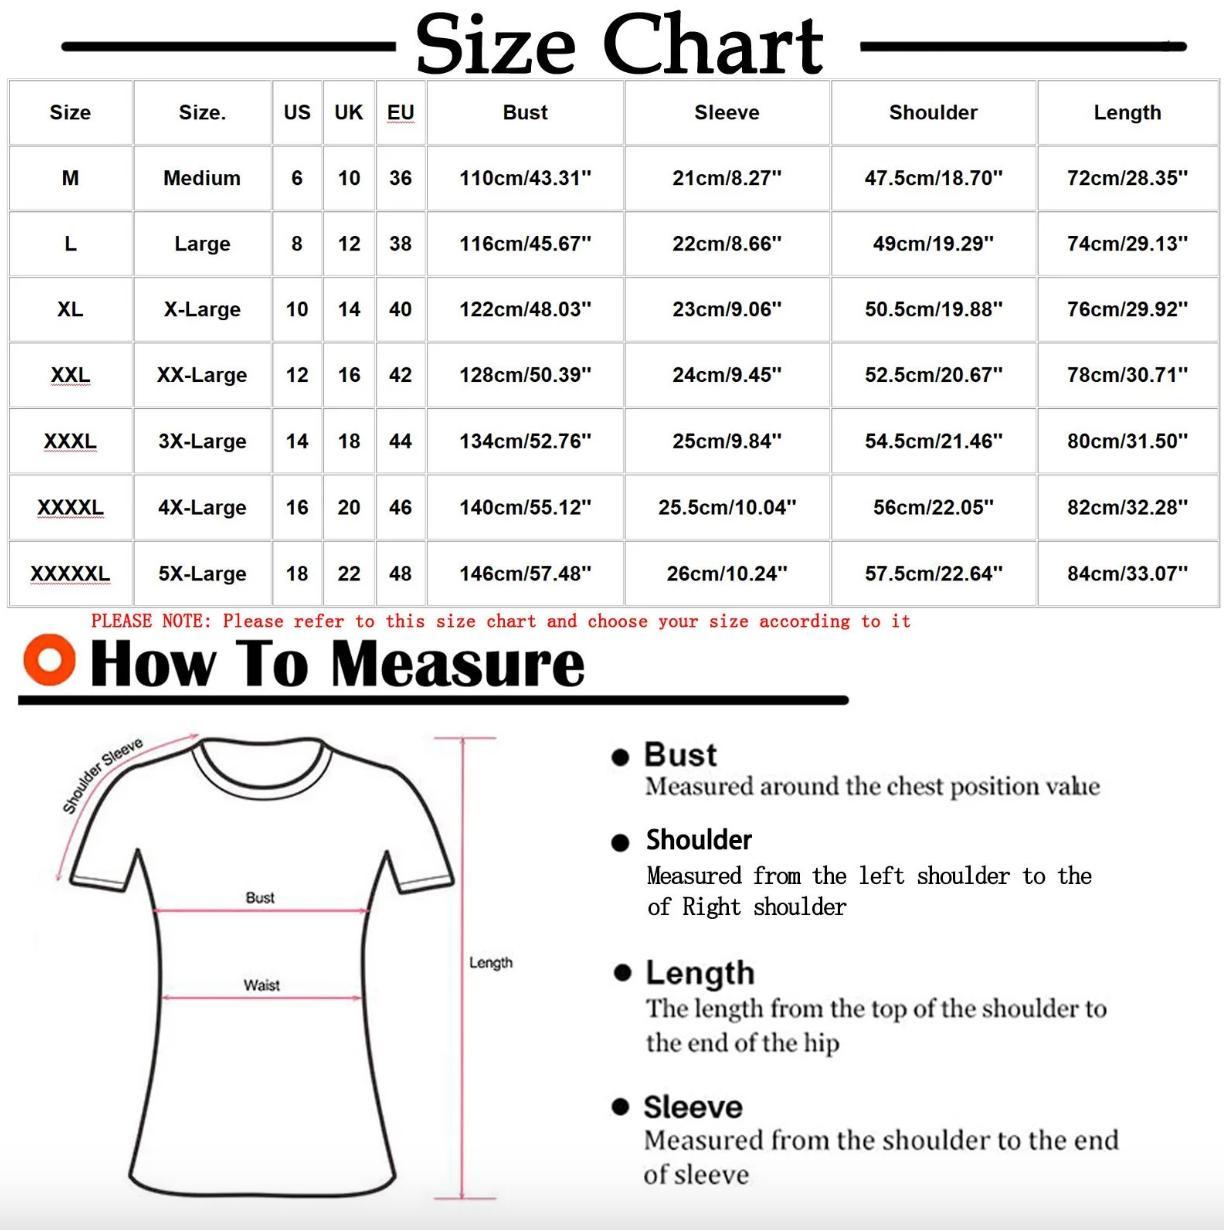 Size Chart
Size Size. US UK EU Bust Sleeve Shoulder Length
M Medium 6 10 36 110cm/43.31" 21cm/8.27" 47.5cm/18.70" 72cm/28.35"
L Large 8 12 38 116cm/45.67" 22cm/8.66" 49cm/19.29" 74cm/29.13"
XL X-Large 10 14 40 122cm/48.03" 23cm/9.06" 50.5cm/19.88" 76cm/29.92"
XXL XX-Large 12 16 42 128cm/50.39" 24cm/9.45" 52.5cm/20.67" 78cm/30.71"
XXXL 3X-Large 14 18 44 134cm/52.76" 25cm/9.84" 54.5cm/21.46" 80cm/31.50"
XXXXL 4X-Large 16 20 46 140cm/55.12" 25.5cm/10.04" 56cm/22.05" 82cm/32.28"
XXXXXL 5X-Large 18 22 48 146cm/57.48" 26cm/10.24" 57.5cm/22.64" 84cm/33.07"
PLEASE NOTE: Please refer to this size chart and choose your size according to it
How To Measure
Shoulder Sleeve
Bust
Waist
Length
Bust
Measured around the chest position value
Shoulder
Measured from the left shoulder to the
of Right shoulder
Length
The length from the top of the shoulder to
the end of the hip
Sleeve
Measured from the shoulder to the end
of sleeve